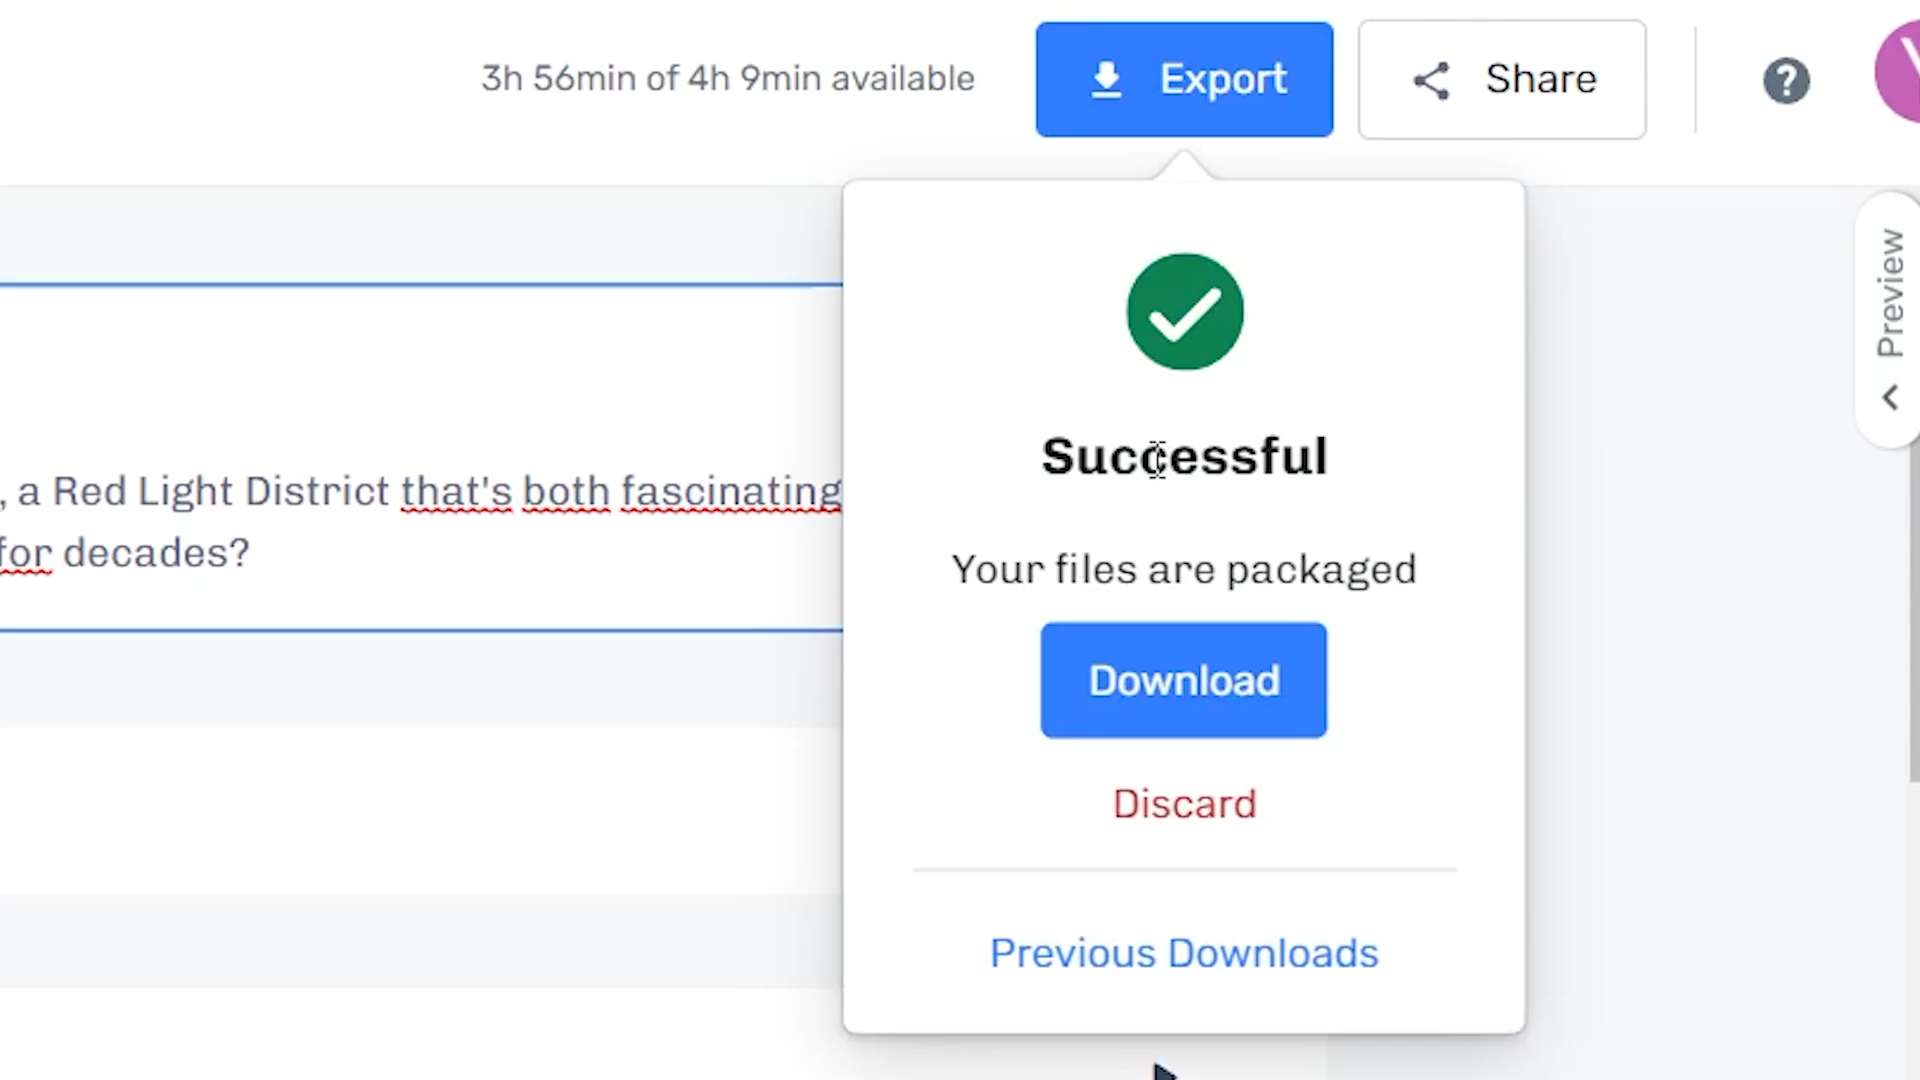 3h 56min of 4h 9min available
Export
Share
?
Preview
Successful
, a Red Light District that's both fascinating
for decades?
Your files are packaged
Download
Discard
Previous Downloads